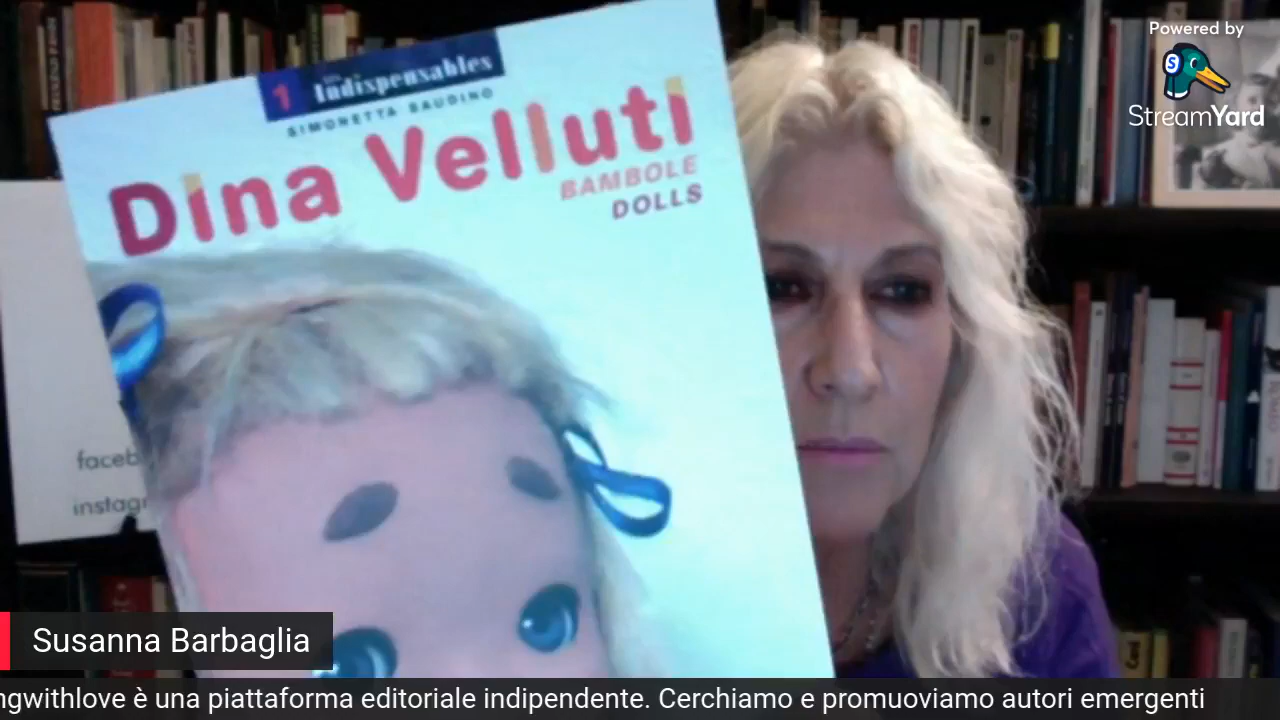 Powered by
StreamYard
1 Les Indispensables
SIMONETTA BAUDINO
Dina Velluti
BAMBOLE
DOLLS
faceb
instagr
Susanna Barbaglia
ngwithlove è una piattaforma editoriale indipendente. Cerchiamo e promuoviamo autori emergenti